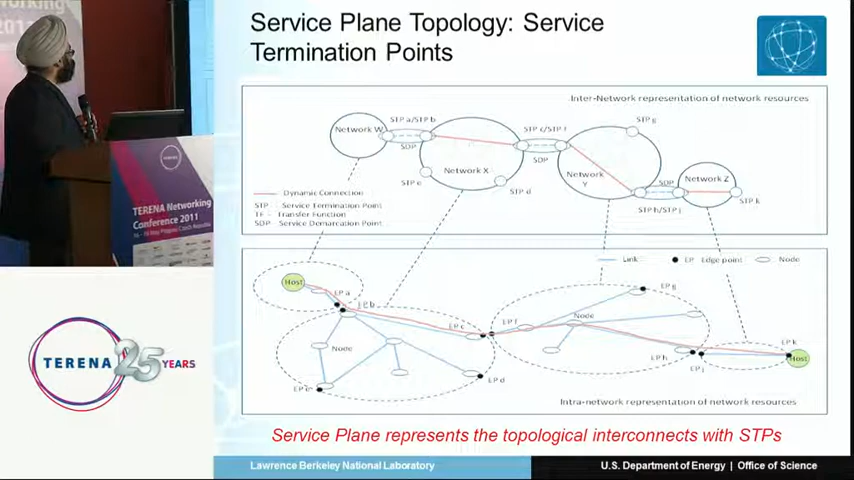 Service Plane Topology: Service
Termination Points
Inter-Network representation of network resources
Network W
STP a/STP b
SDP
Network X
STP e
STP d
STP c/STP f
SDP
Network
Y
STP g
SDP
STP h/STP j
Network Z
STP k
Dynamic Connection
STP - Service Termination Point
TF - Transfer Function
SDP - Service Demarcation Point
Link
EP - Edge point
Node
Host
EP a
EP b
Node
EP c
EP d
EP e
EP f
Node
EP g
EP h
EP j
EP k
Host
Intra-network representation of network resources
Service Plane represents the topological interconnects with STPs
Lawrence Berkeley National Laboratory
U.S. Department of Energy | Office of Science
2011
TERENA Networking
Conference 2011
TERENA 25 YEARS